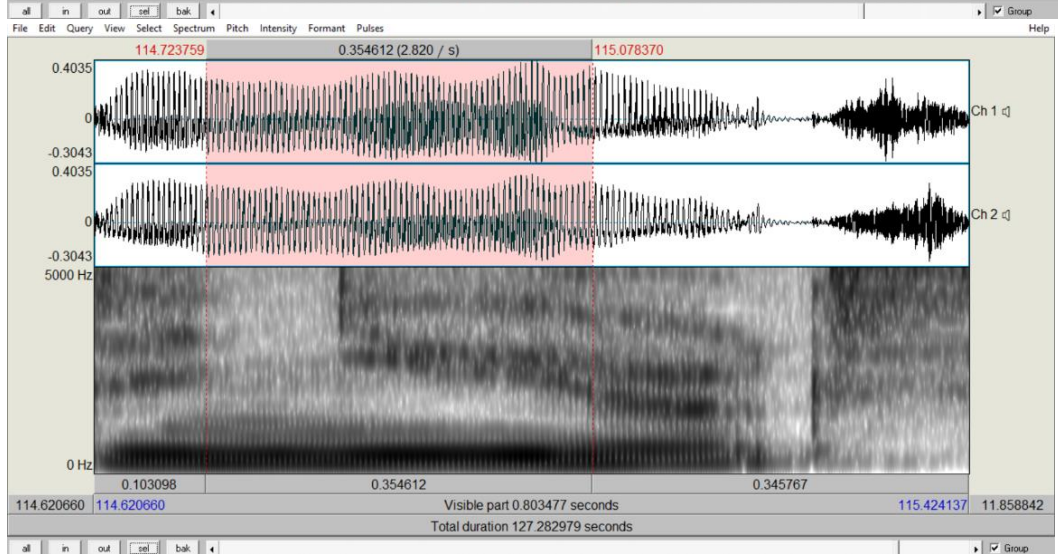 all in out sel bak Group
File Edit Query View Select Spectrum Pitch Intensity Formant Pulses Help
114.723759 0.354612 (2.820 / s) 115.078370
0.4035
0 Ch 1
-0.3043
0.4035
0 Ch 2
-0.3043
5000 Hz
0 Hz
0.103098 0.354612 0.345767
114.620660 114.620660 Visible part 0.803477 seconds 115.424137 11.858842
Total duration 127.282979 seconds
all in out sel bak Group